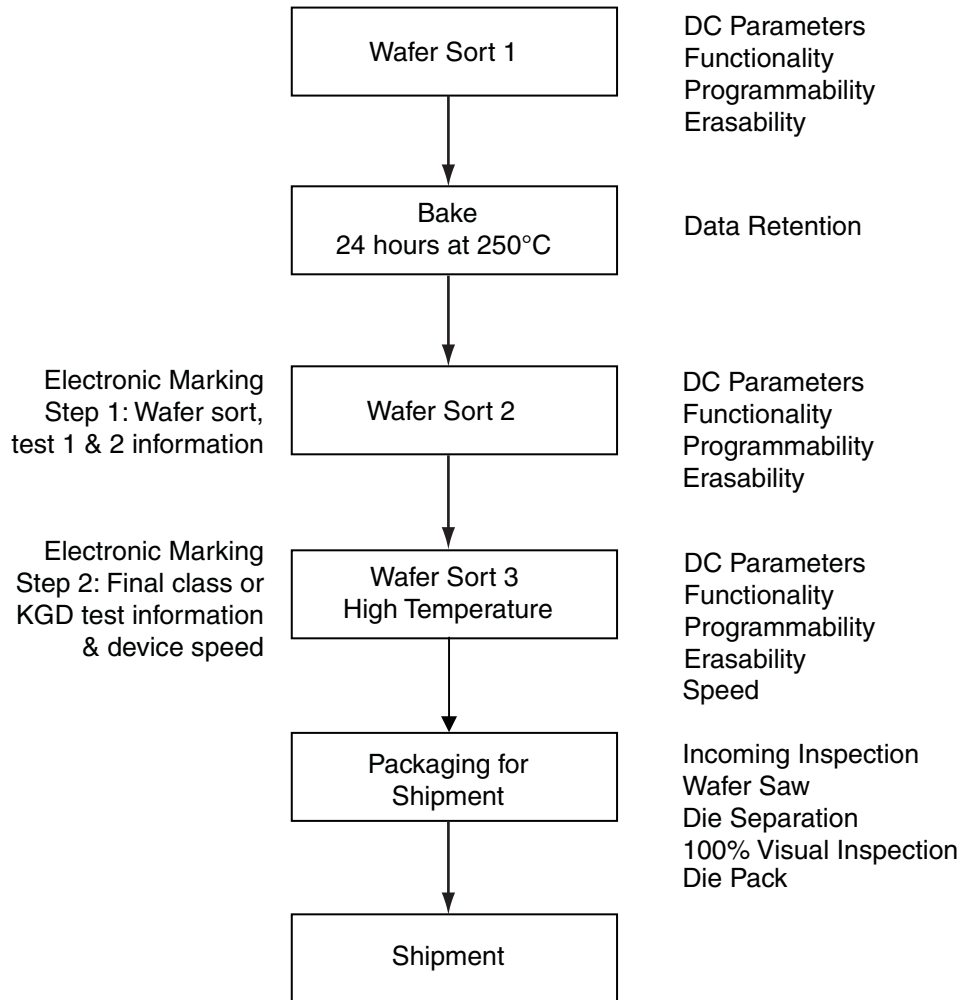 Wafer Sort 1
DC Parameters
Functionality
Programmability
Erasability
Bake
24 hours at 250°C
Data Retention
Electronic Marking
Step 1: Wafer sort,
test 1 & 2 information
Wafer Sort 2
DC Parameters
Functionality
Programmability
Erasability
Electronic Marking
Step 2: Final class or
KGD test information
& device speed
Wafer Sort 3
High Temperature
DC Parameters
Functionality
Programmability
Erasability
Speed
Packaging for
Shipment
Incoming Inspection
Wafer Saw
Die Separation
100% Visual Inspection
Die Pack
Shipment